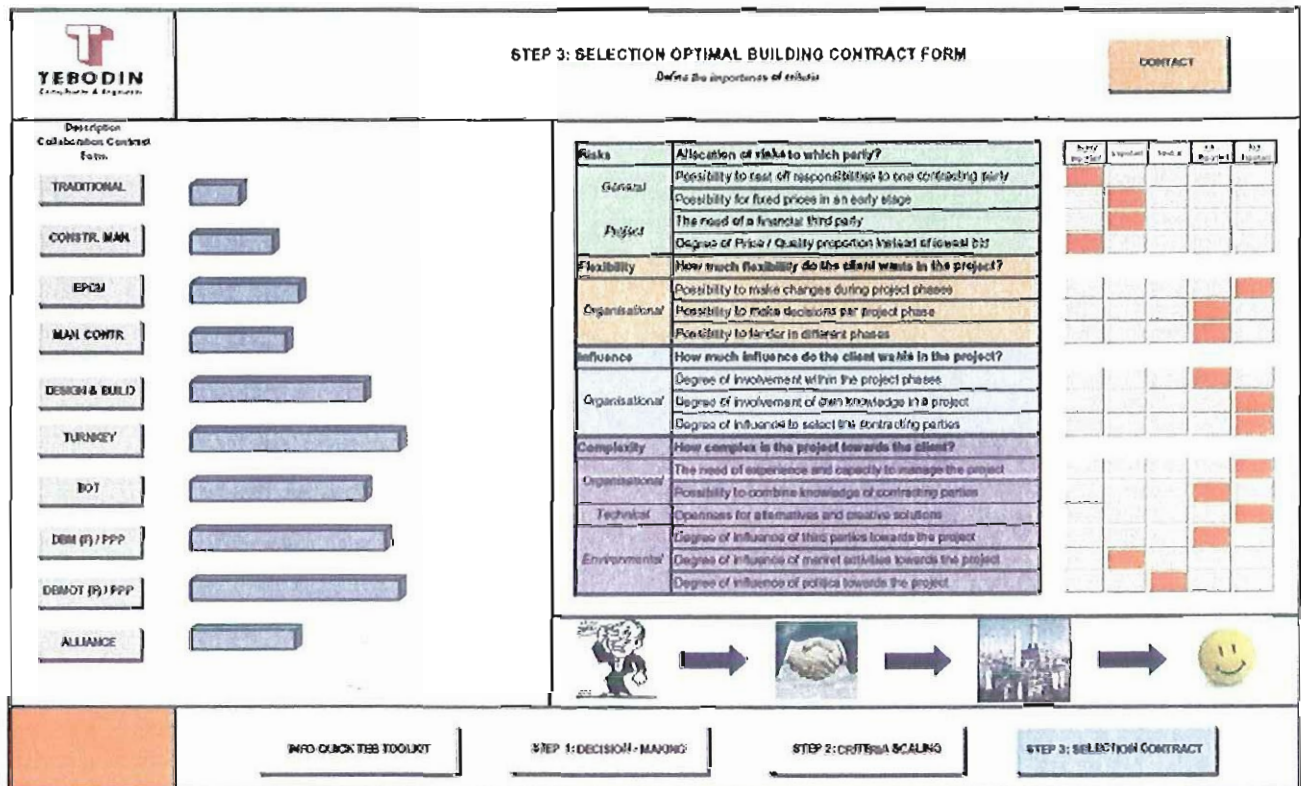 TEBODIN
Consultants & Engineers
STEP 3: SELECTION OPTIMAL BUILDING CONTRACT FORM
Define the importance of criteria
CONTACT
Description
Collaboration Contract
Form
TRADITIONAL
CONSTR. MAN.
EPCM
MAN. CONTR.
DESIGN & BUILD
TURNKEY
BOT
DBM (F) / PPP
DBMOT (F) / PPP
ALLIANCE
Risks Allocation of risks to which party?
General Possibility to cast off responsibilities to one contracting party
Possibility for fixed prices in an early stage
Project The need of a financial third party
Degree of Price / Quality proportion instead of lowest bid
Flexibility How much flexibility do the client wants in the project?
Possibility to make changes during project phases
Organisational Possibility to make decisions per project phase
Possibility to tender in different phases
Influence How much influence do the client wants in the project?
Degree of involvement within the project phases
Organisational Degree of involvement of own knowledge in a project
Degree of influence to select the contracting parties
Complexity How complex is the project towards the client?
Organisational The need of experience and capacity to manage the project
Possibility to combine knowledge of contracting parties
Technical Openness for alternatives and creative solutions
Degree of influence of third parties towards the project
Environmental Degree of influence of market activities towards the project
Degree of influence of politics towards the project
INFO QUICK TEB TOOLKIT
STEP 1: DECISION - MAKING
STEP 2: CRITERIA SCALING
STEP 3: SELECTION CONTRACT